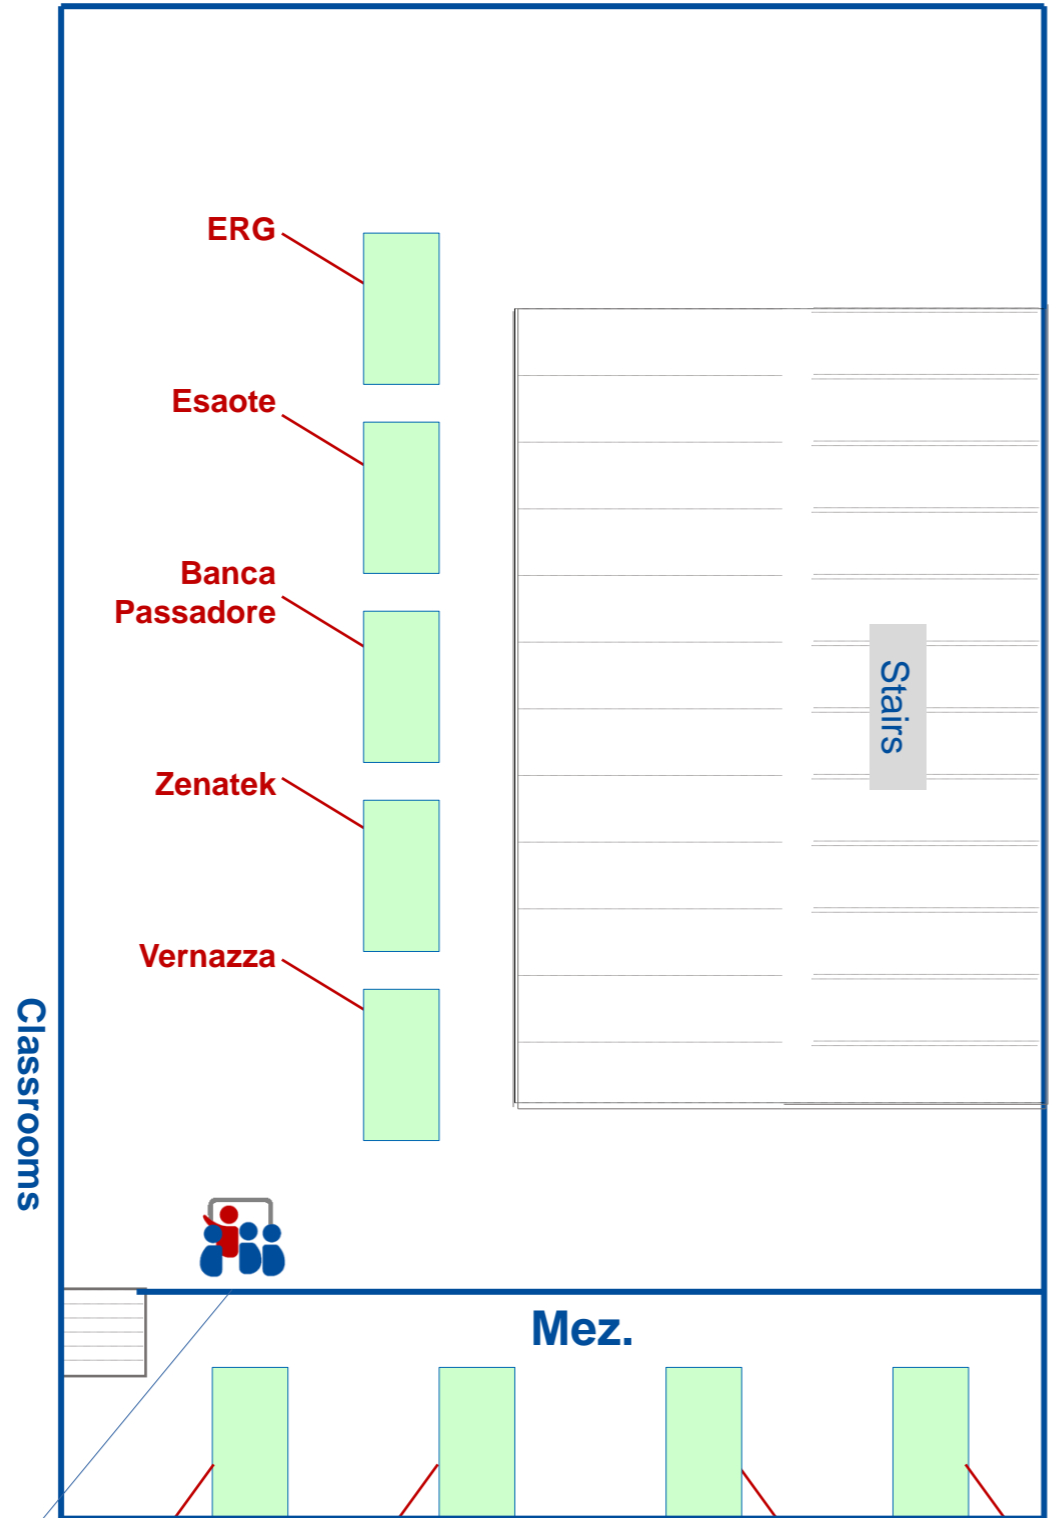 ERG
Esaote
Banca
Passadore
Stairs
Zenatek
Vernazza
Classrooms
Mez.